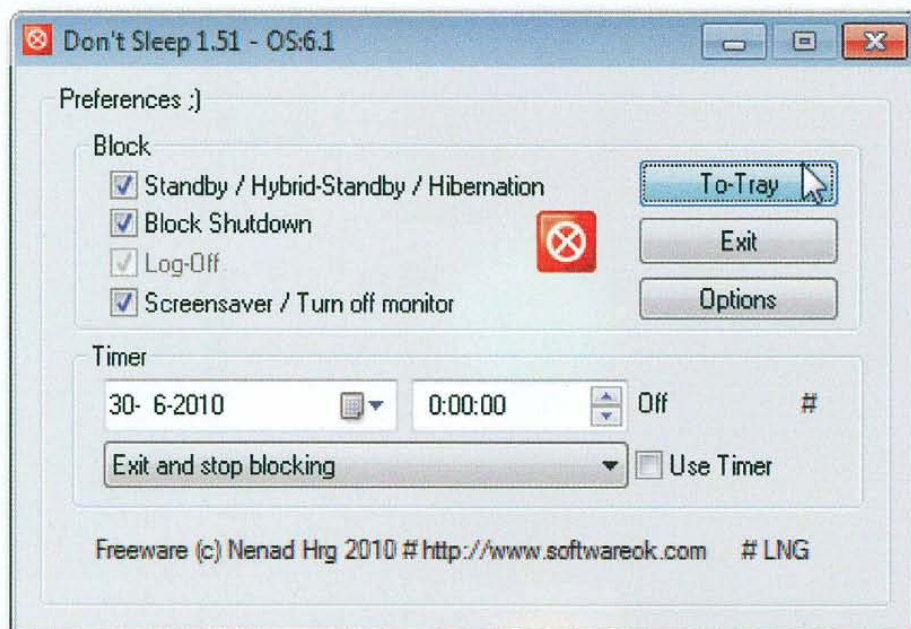 Don't Sleep 1.51 - OS:6.1
Preferences ;)
Block
Standby / Hybrid-Standby / Hibernation
To-Tray
Block Shutdown
Exit
Log-Off
Screensaver / Turn off monitor
Options
Timer
30- 6-2010
0:00:00
Off
#
Exit and stop blocking
Use Timer
Freeware (c) Nenad Hrg 2010 # http://www.softwareok.com # LNG